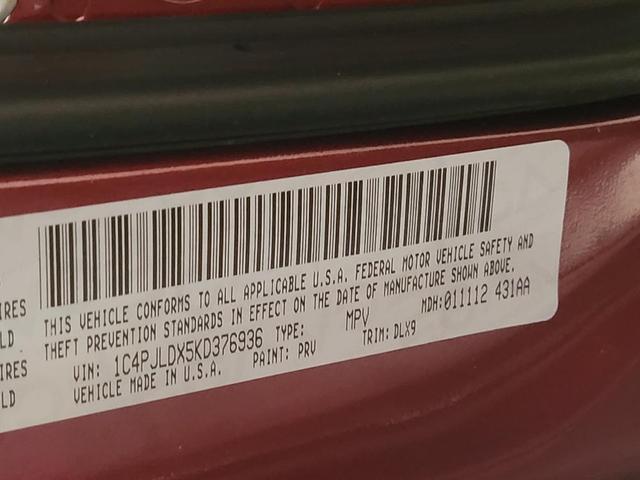 IRES
LD
IRES
LD
THIS VEHICLE CONFORMS TO ALL APPLICABLE U.S.A. FEDERAL MOTOR VEHICLE SAFETY AND
THEFT PREVENTION STANDARDS IN EFFECT ON THE DATE OF MANUFACTURE SHOWN ABOVE.
VIN: 1C4PJLDX5KD376936 TYPE: MPV MDH:011112 431AA
VEHICLE MADE IN U.S.A. PAINT: PRV TRIM: DLX9